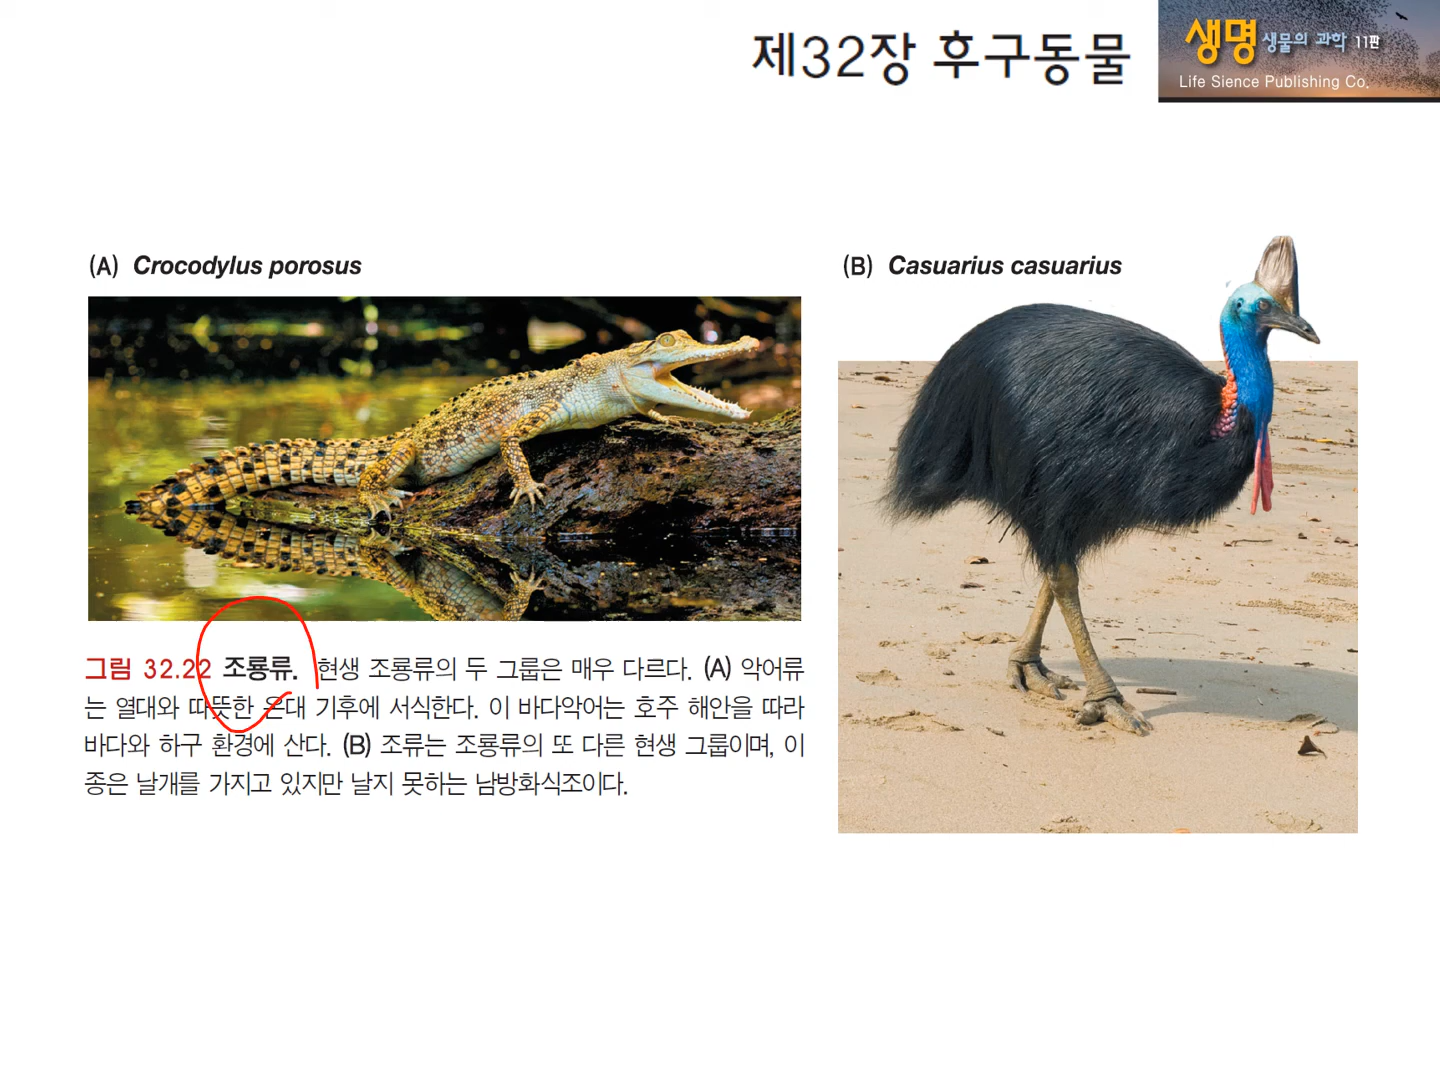 제32장 후구동물
생명 생물의 과학 11판
Life Sience Publishing Co.
(A) Crocodylus porosus
(B) Casuarius casuarius
그림 32.22 조룡류. 현생 조룡류의 두 그룹은 매우 다르다. (A) 악어류
는 열대와 따뜻한 온대 기후에 서식한다. 이 바다악어는 호주 해안을 따라
바다와 하구 환경에 산다. (B) 조류는 조룡류의 또 다른 현생 그룹이며, 이
종은 날개를 가지고 있지만 날지 못하는 남방화식조이다.